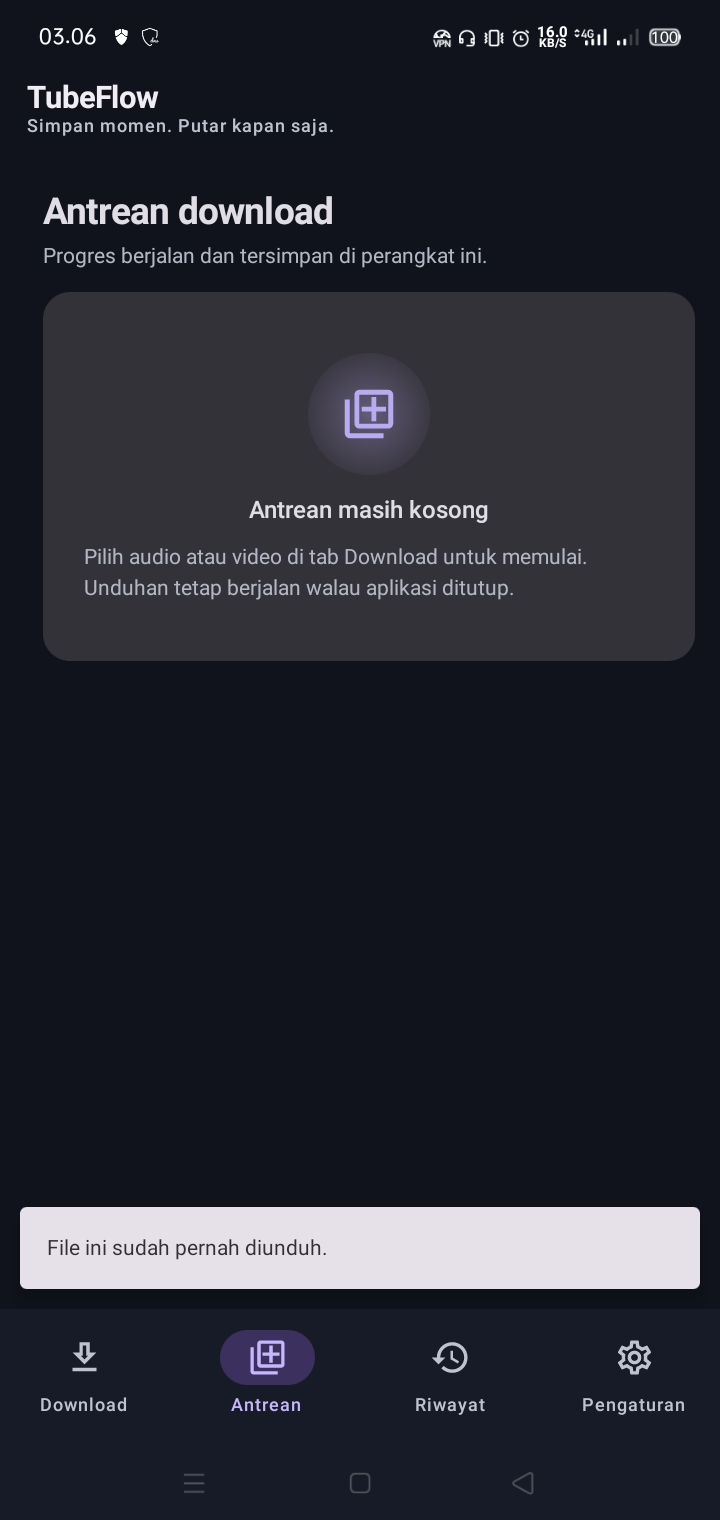 03.06
VPN
16.0
KB/S
4G
100
TubeFlow
Simpan momen. Putar kapan saja.
Antrean download
Progres berjalan dan tersimpan di perangkat ini.
Antrean masih kosong
Pilih audio atau video di tab Download untuk memulai.
Unduhan tetap berjalan walau aplikasi ditutup.
File ini sudah pernah diunduh.
Download
Antrean
Riwayat
Pengaturan